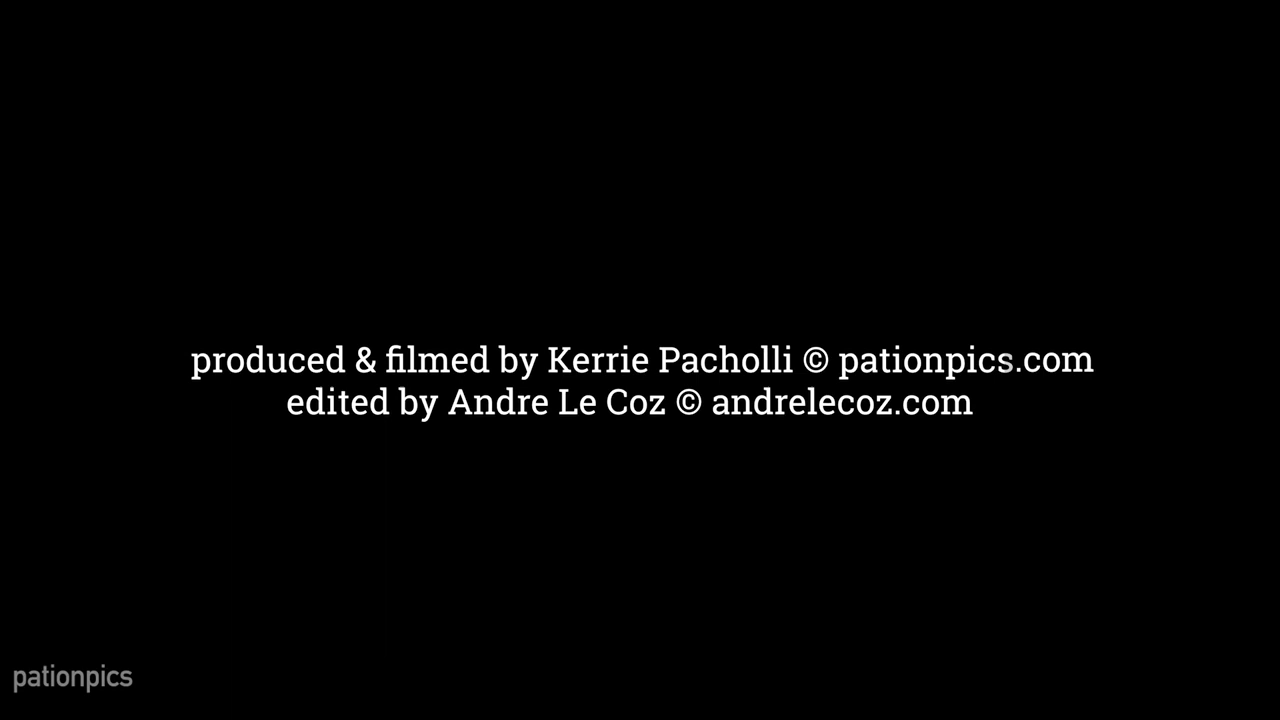 produced & filmed by Kerrie Pacholli © pationpics.com
edited by Andre Le Coz © andrelecoz.com
pationpics